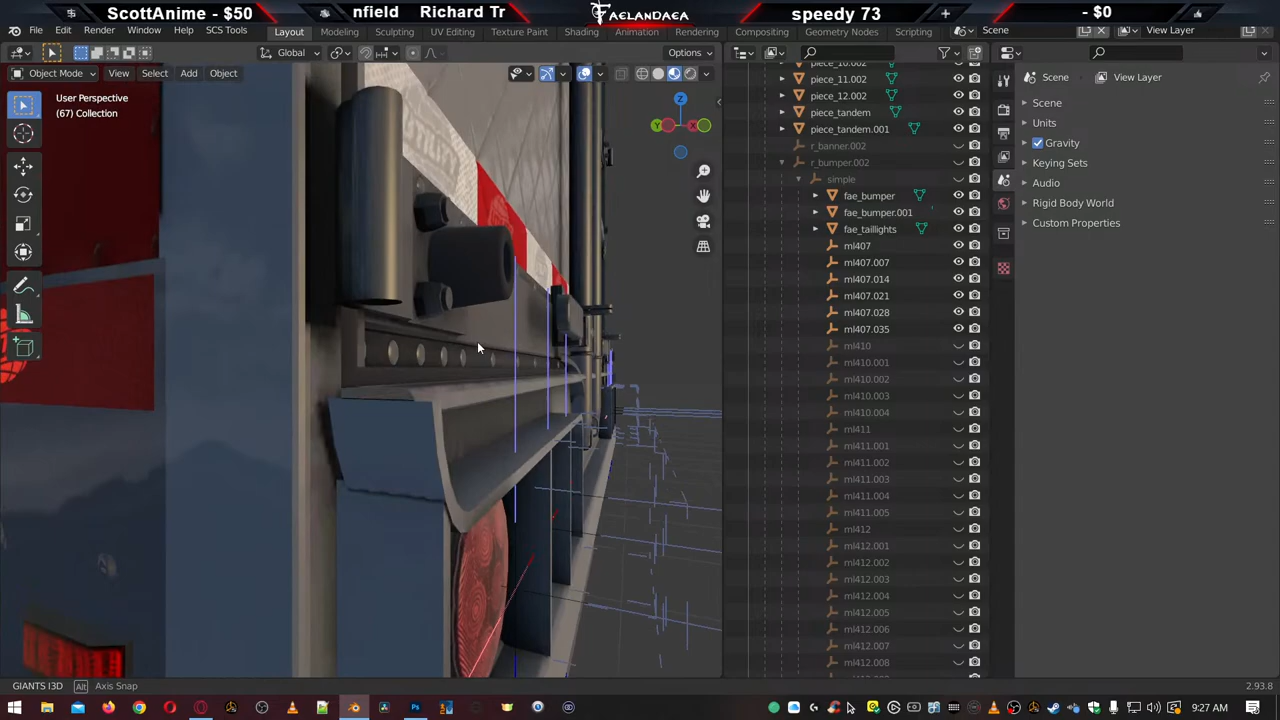 ScottAnime - $50
nfield Richard Tr
FAELANDAEA
speedy 73
- $0
File Edit Render Window Help SCS Tools
Layout Modeling Sculpting UV Editing Texture Paint Shading Animation Rendering Compositing Geometry Nodes Scripting
Scene
View Layer
Global
Options
Object Mode View Select Add Object
User Perspective
(67) Collection
Z
Y
X
piece_10.002
piece_11.002
piece_12.002
piece_tandem
piece_tandem.001
r_banner.002
r_bumper.002
simple
fae_bumper
fae_bumper.001
fae_taillights
ml407
ml407.007
ml407.014
ml407.021
ml407.028
ml407.035
ml410
ml410.001
ml410.002
ml410.003
ml410.004
ml411
ml411.001
ml411.002
ml411.003
ml411.004
ml411.005
ml412
ml412.001
ml412.002
ml412.003
ml412.004
ml412.005
ml412.006
ml412.007
ml412.008
Scene View Layer
Scene
Units
Gravity
Keying Sets
Audio
Rigid Body World
Custom Properties
GIANTS I3D Alt Axis Snap
2.93.8
9:27 AM